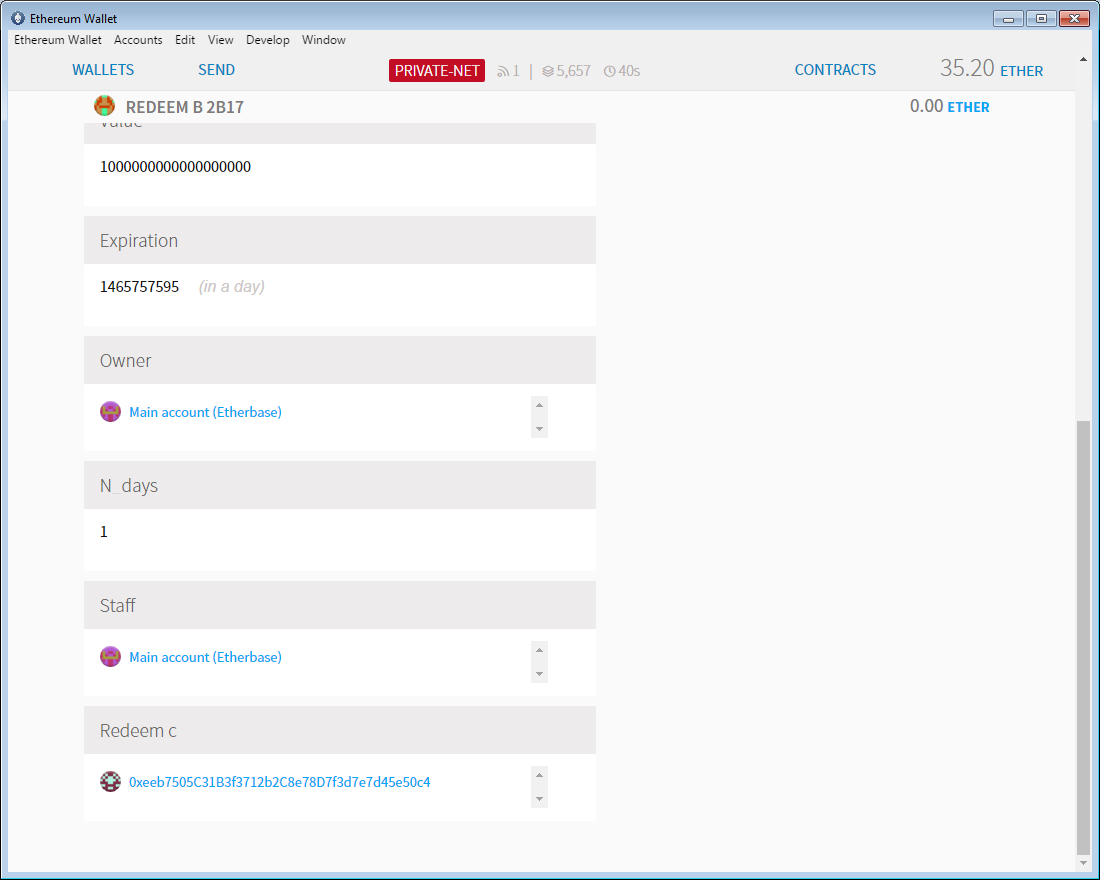 Ethereum Wallet
Ethereum Wallet Accounts Edit View Develop Window
WALLETS SEND PRIVATE-NET 1 | 5,657 40s CONTRACTS 35.20 ETHER
REDEEM B 2B17 0.00 ETHER
Value
1000000000000000000
Expiration
1465757595 (in a day)
Owner
Main account (Etherbase)
N_days
1
Staff
Main account (Etherbase)
Redeem c
0xeeb7505C31B3f3712b2C8e78D7f3d7e7d45e50c4